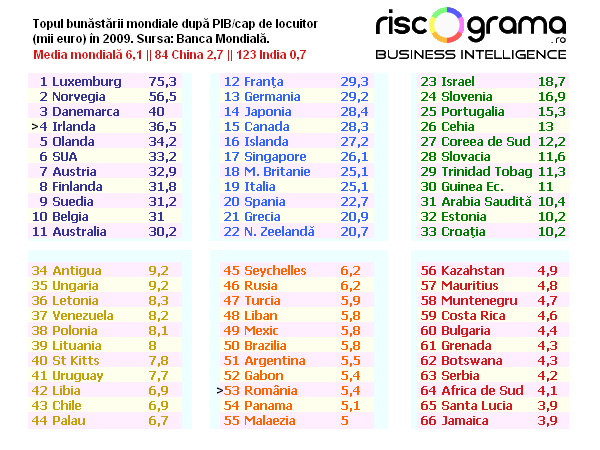 Topul bunăstării mondiale după PIB/cap de locuitor
(mii euro) în 2009. Sursa: Banca Mondială.
Media mondială 6,1 || 84 China 2,7 || 123 India 0,7
riscograma
.ro
BUSINESS INTELLIGENCE
1 Luxemburg 75,3
2 Norvegia 56,5
3 Danemarca 40
>4 Irlanda 36,5
5 Olanda 34,2
6 SUA 33,2
7 Austria 32,9
8 Finlanda 31,8
9 Suedia 31,2
10 Belgia 31
11 Australia 30,2
12 Franţa 29,3
13 Germania 29,2
14 Japonia 28,4
15 Canada 28,3
16 Islanda 27,2
17 Singapore 26,1
18 M. Britanie 25,1
19 Italia 25,1
20 Spania 22,7
21 Grecia 20,9
22 N. Zeelandă 20,7
23 Israel 18,7
24 Slovenia 16,9
25 Portugalia 15,3
26 Cehia 13
27 Coreea de Sud 12,2
28 Slovacia 11,6
29 Trinidad Tobag 11,3
30 Guinea Ec. 11
31 Arabia Saudită 10,4
32 Estonia 10,2
33 Croaţia 10,2
34 Antigua 9,2
35 Ungaria 9,2
36 Letonia 8,3
37 Venezuela 8,2
38 Polonia 8,1
39 Lituania 8
40 St Kitts 7,8
41 Uruguay 7,7
42 Libia 6,9
43 Chile 6,9
44 Palau 6,7
45 Seychelles 6,2
46 Rusia 6,2
47 Turcia 5,9
48 Liban 5,8
49 Mexic 5,8
50 Brazilia 5,8
51 Argentina 5,5
52 Gabon 5,4
>53 România 5,4
54 Panama 5,1
55 Malaezia 5
56 Kazahstan 4,9
57 Mauritius 4,8
58 Muntenegru 4,7
59 Costa Rica 4,6
60 Bulgaria 4,4
61 Grenada 4,3
62 Botswana 4,3
63 Serbia 4,2
64 Africa de Sud 4,1
65 Santa Lucia 3,9
66 Jamaica 3,9